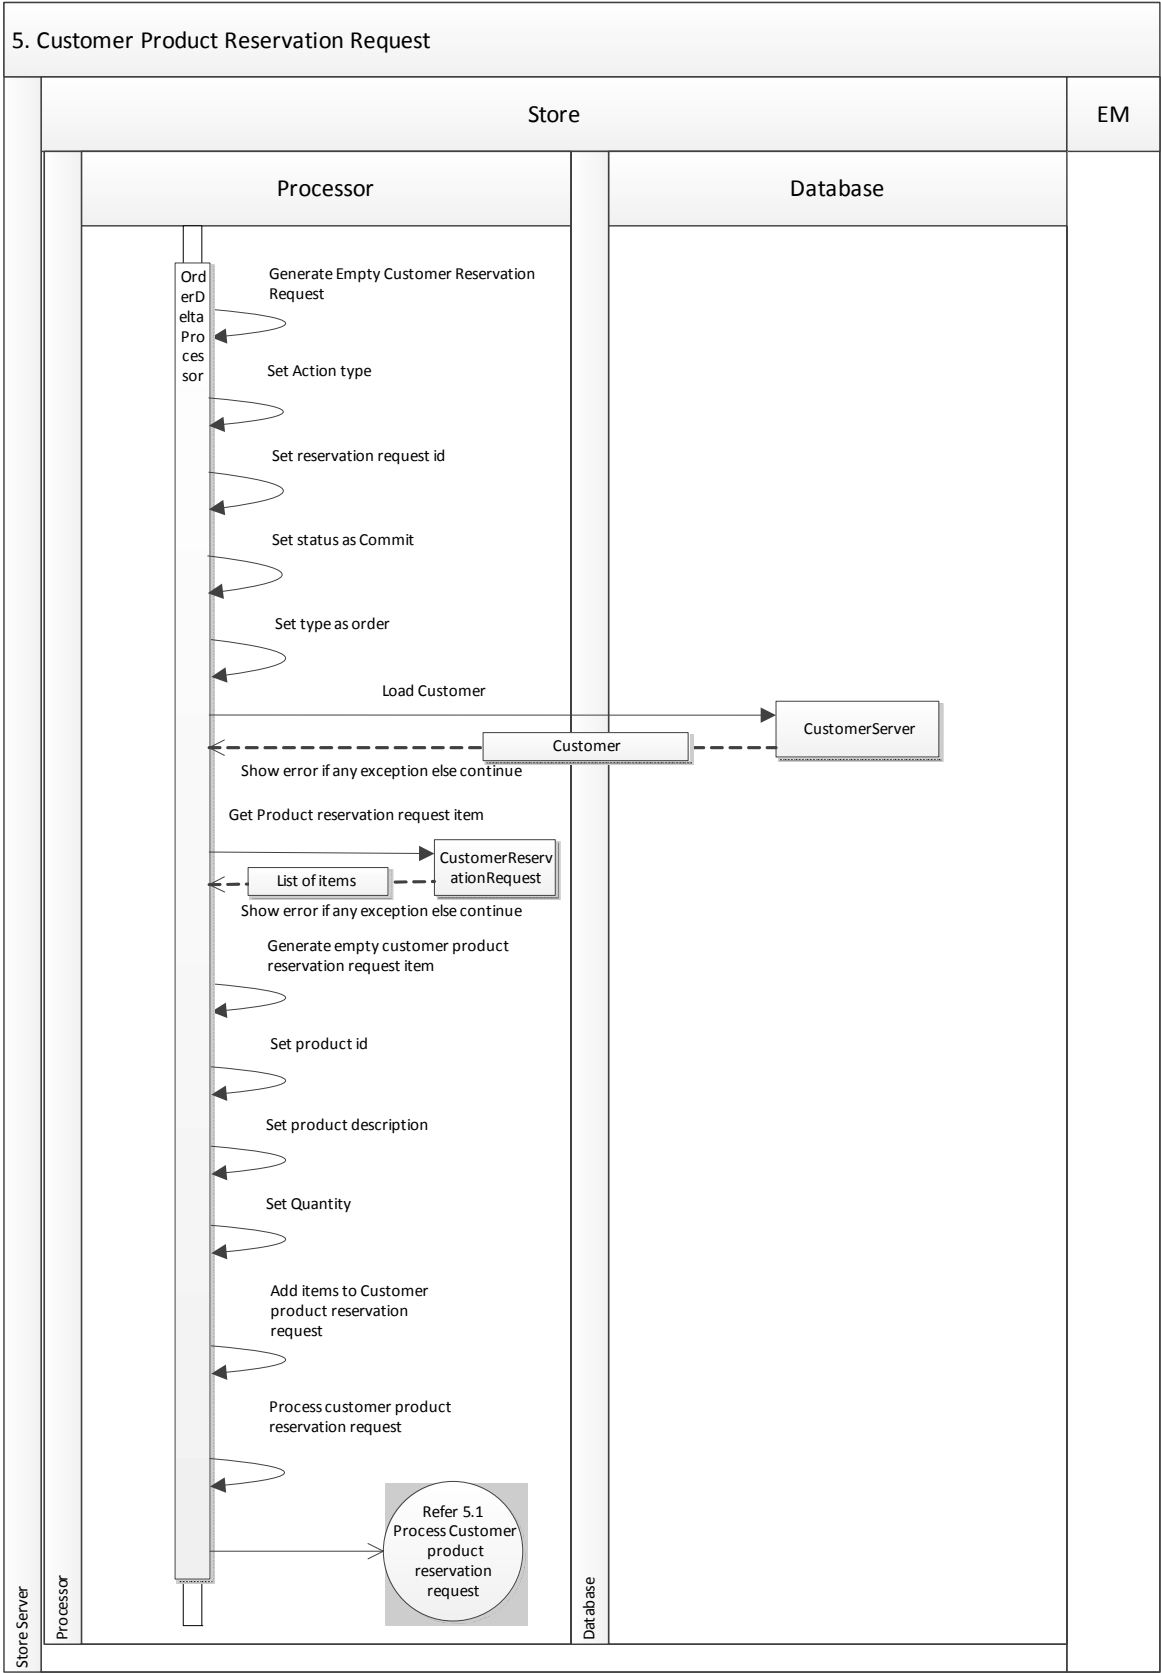 5. Customer Product Reservation Request
Store
EM
Processor
Database
Ord
erD
elta
Pro
ces
sor
Generate Empty Customer Reservation
Request
Set Action type
Set reservation request id
Set status as Commit
Set type as order
Load Customer
CustomerServer
Customer
Show error if any exception else continue
Get Product reservation request item
CustomerReserv
ationRequest
List of items
Show error if any exception else continue
Generate empty customer product
reservation request item
Set product id
Set product description
Set Quantity
Add items to Customer
product reservation
request
Process customer product
reservation request
Refer 5.1
Process Customer
product
reservation
request
Store Server
Processor
Database